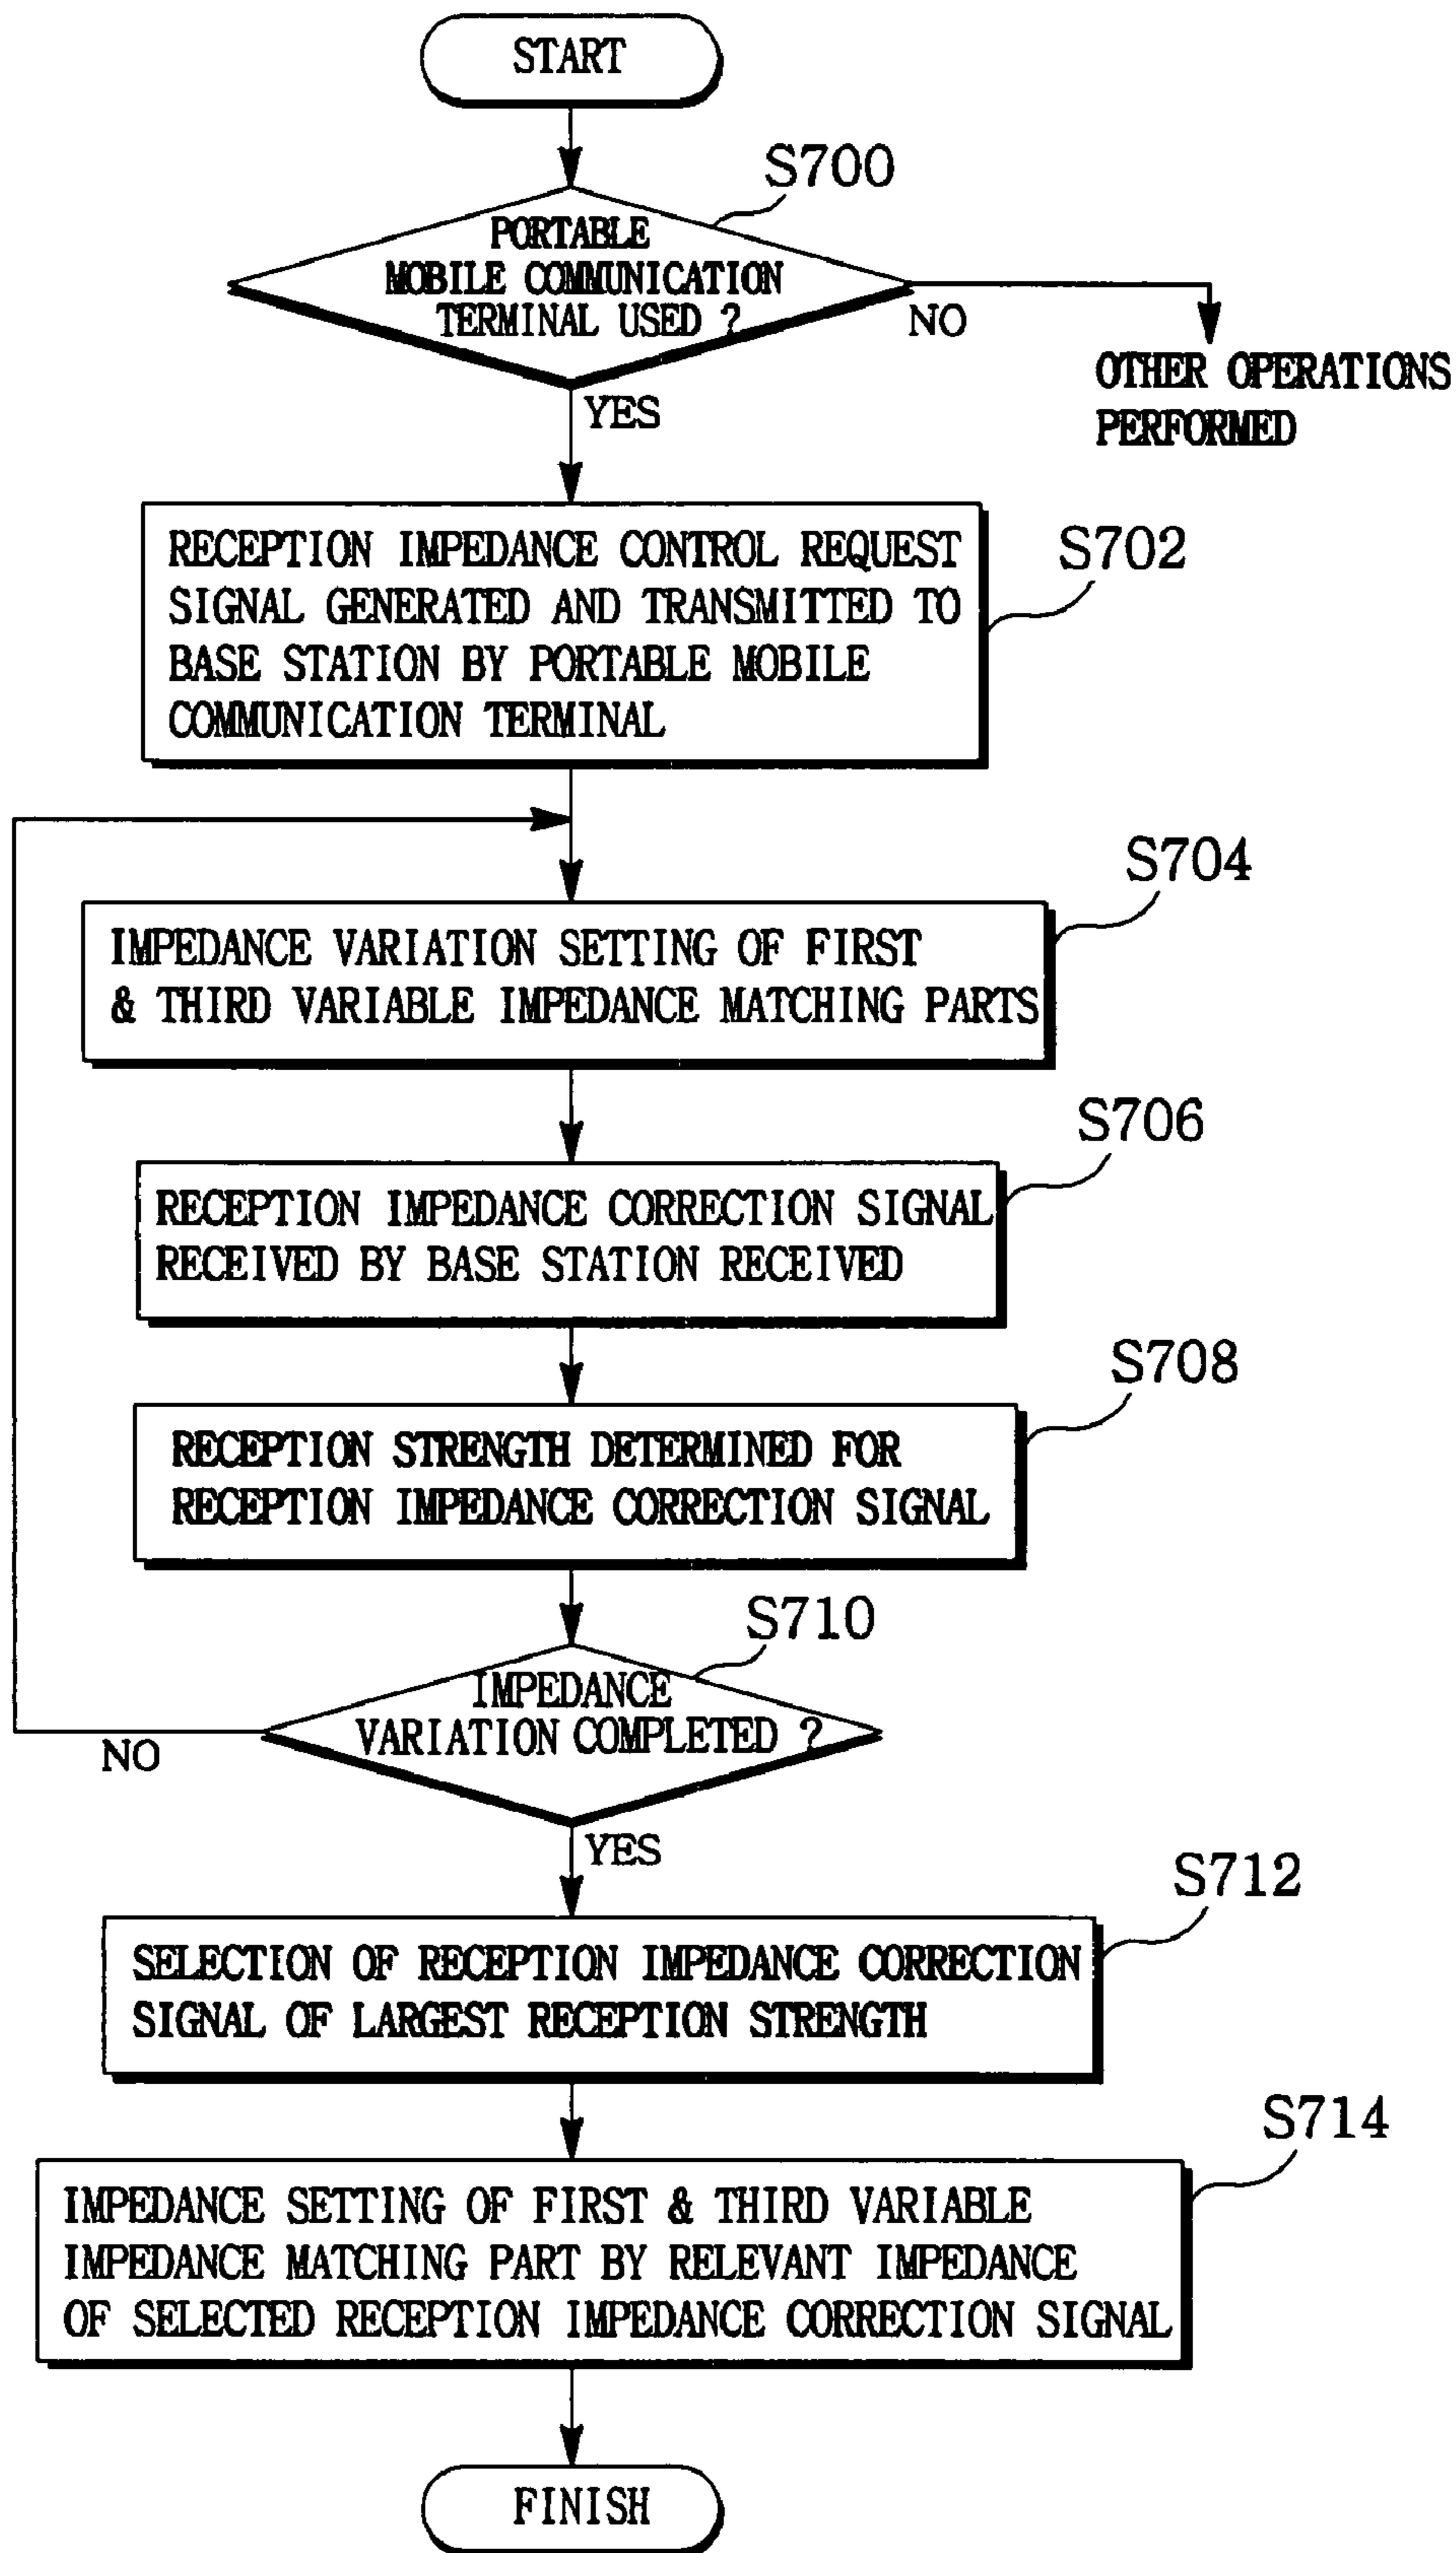 START
S700
PORTABLE
MOBILE COMMUNICATION
TERMINAL USED ?
NO
OTHER OPERATIONS
PERFORMED
YES
RECEPTION IMPEDANCE CONTROL REQUEST
SIGNAL GENERATED AND TRANSMITTED TO
BASE STATION BY PORTABLE MOBILE
COMMUNICATION TERMINAL
S702
S704
IMPEDANCE VARIATION SETTING OF FIRST
& THIRD VARIABLE IMPEDANCE MATCHING PARTS
S706
RECEPTION IMPEDANCE CORRECTION SIGNAL
RECEIVED BY BASE STATION RECEIVED
S708
RECEPTION STRENGTH DETERMINED FOR
RECEPTION IMPEDANCE CORRECTION SIGNAL
S710
IMPEDANCE
VARIATION COMPLETED ?
NO
YES
S712
SELECTION OF RECEPTION IMPEDANCE CORRECTION
SIGNAL OF LARGEST RECEPTION STRENGTH
S714
IMPEDANCE SETTING OF FIRST & THIRD VARIABLE
IMPEDANCE MATCHING PART BY RELEVANT IMPEDANCE
OF SELECTED RECEPTION IMPEDANCE CORRECTION SIGNAL
FINISH